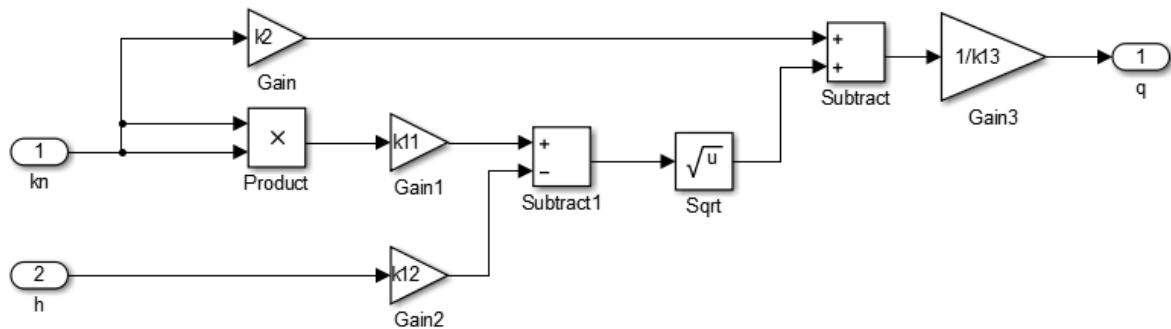 k2
+
+
1/k13
1
q
Gain
Subtract
Gain3
1
kn
×
Product
k11
Gain1
+
−
Subtract1
√u
Sqrt
2
h
k12
Gain2